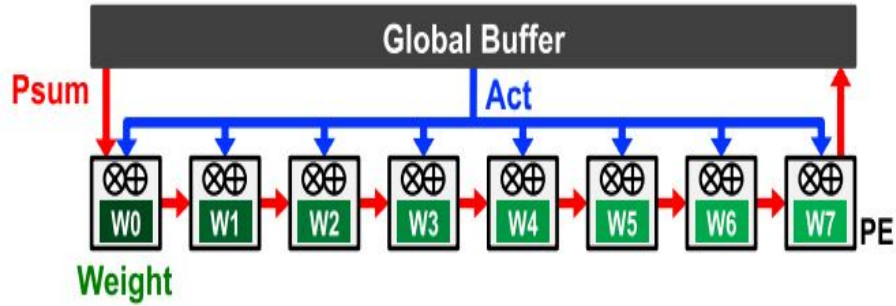 Global Buffer
Psum
Act
W0 W1 W2 W3 W4 W5 W6 W7
PE
Weight